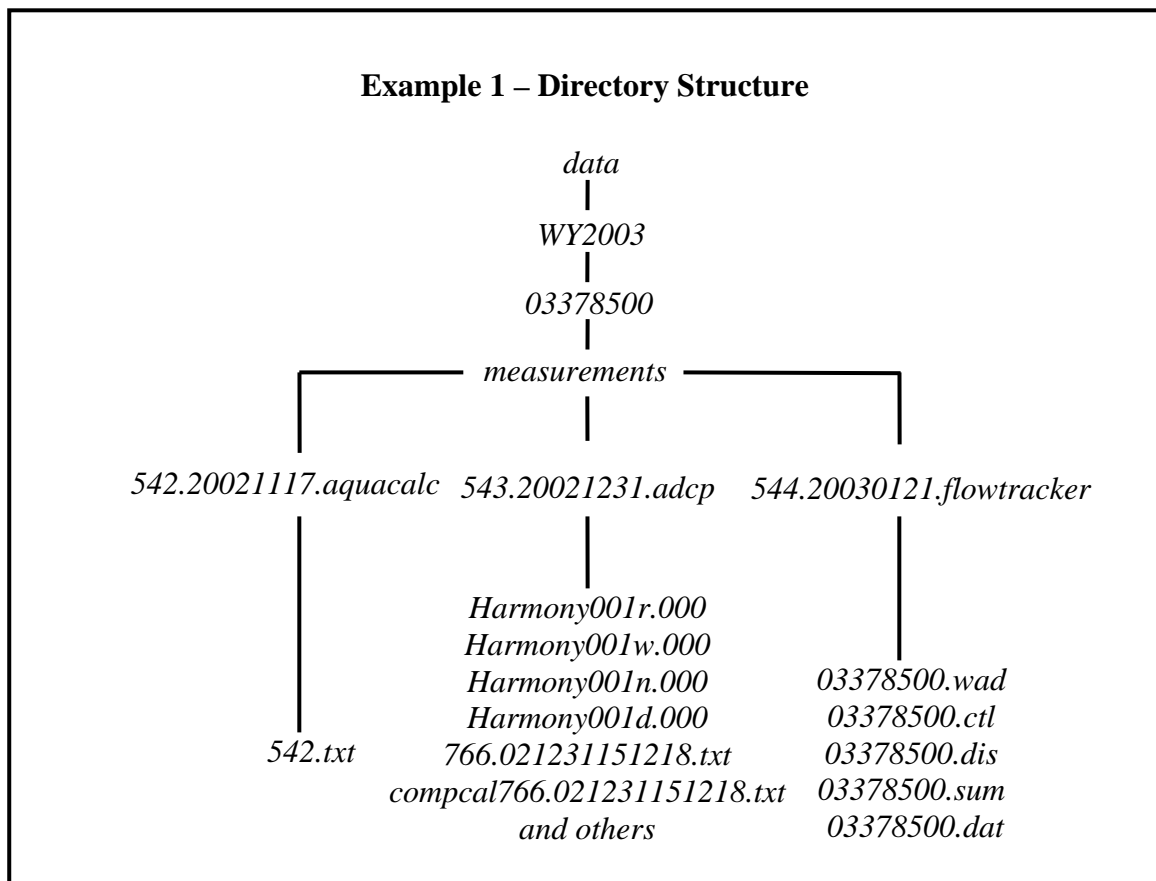 Example 1 – Directory Structure
data
WY2003
03378500
measurements
542.20021117.aquacalc
543.20021231.adcp
544.20030121.flowtracker
542.txt
Harmony001r.000
Harmony001w.000
Harmony001n.000
Harmony001d.000
766.021231151218.txt
compcal766.021231151218.txt
and others
03378500.wad
03378500.ctl
03378500.dis
03378500.sum
03378500.dat